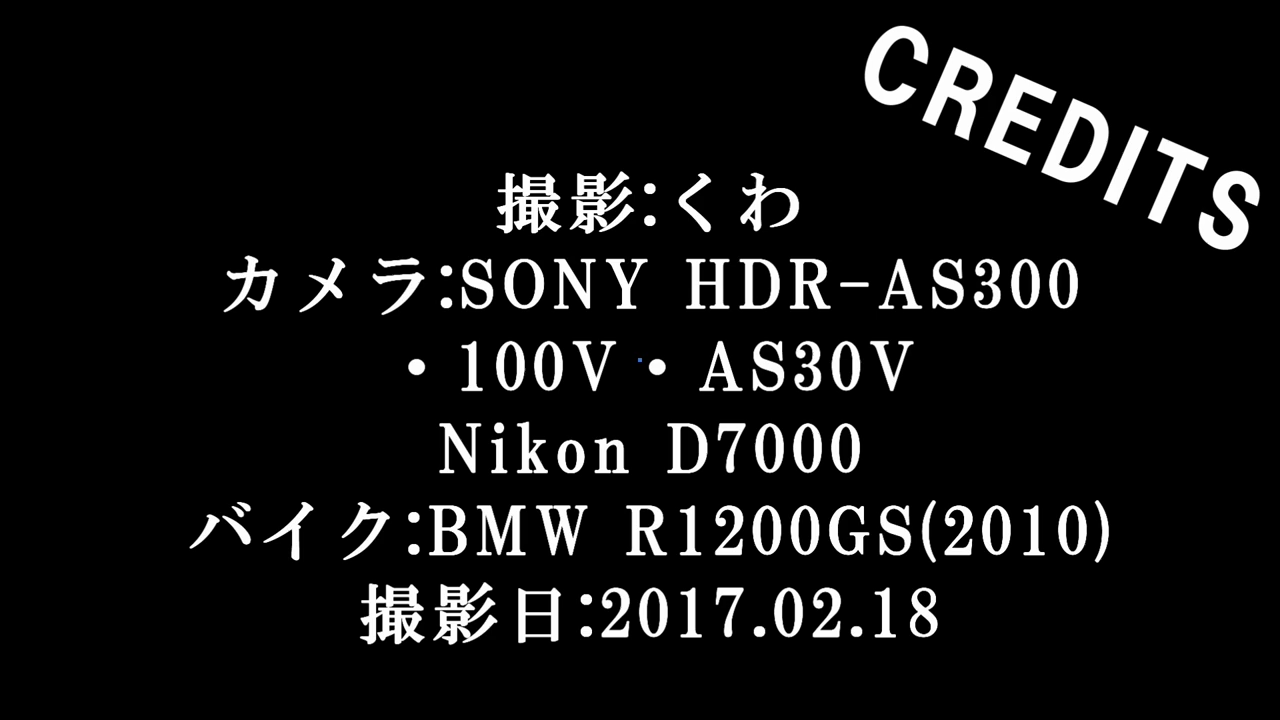 CREDITS
撮影:くわ
カメラ:SONY HDR-AS300
・100V・AS30V
Nikon D7000
バイク:BMW R1200GS(2010)
撮影日:2017.02.18